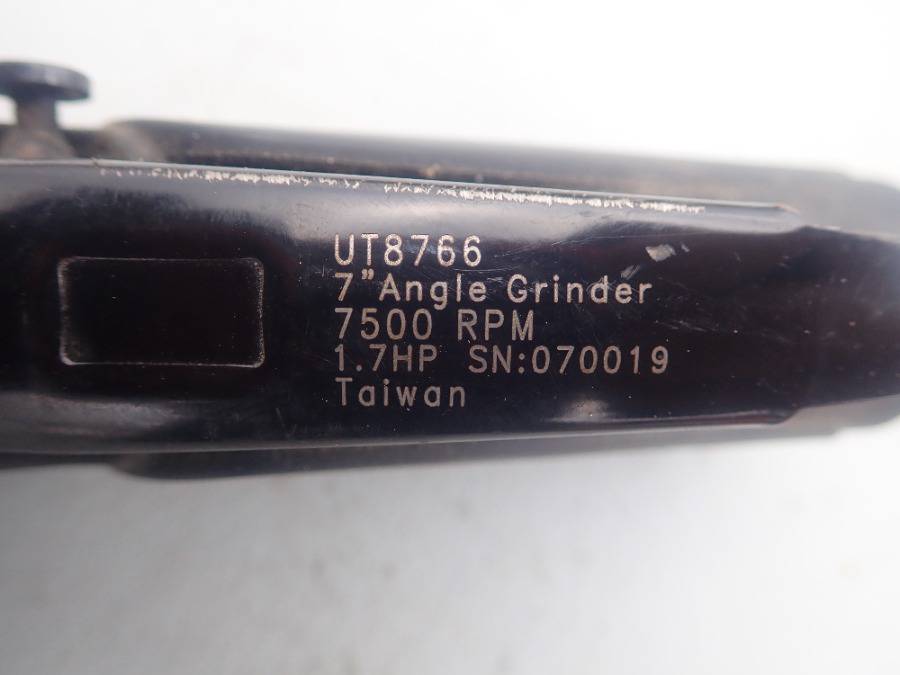 UT8766
7"Angle Grinder
7500 RPM
1.7HP SN:070019
Taiwan